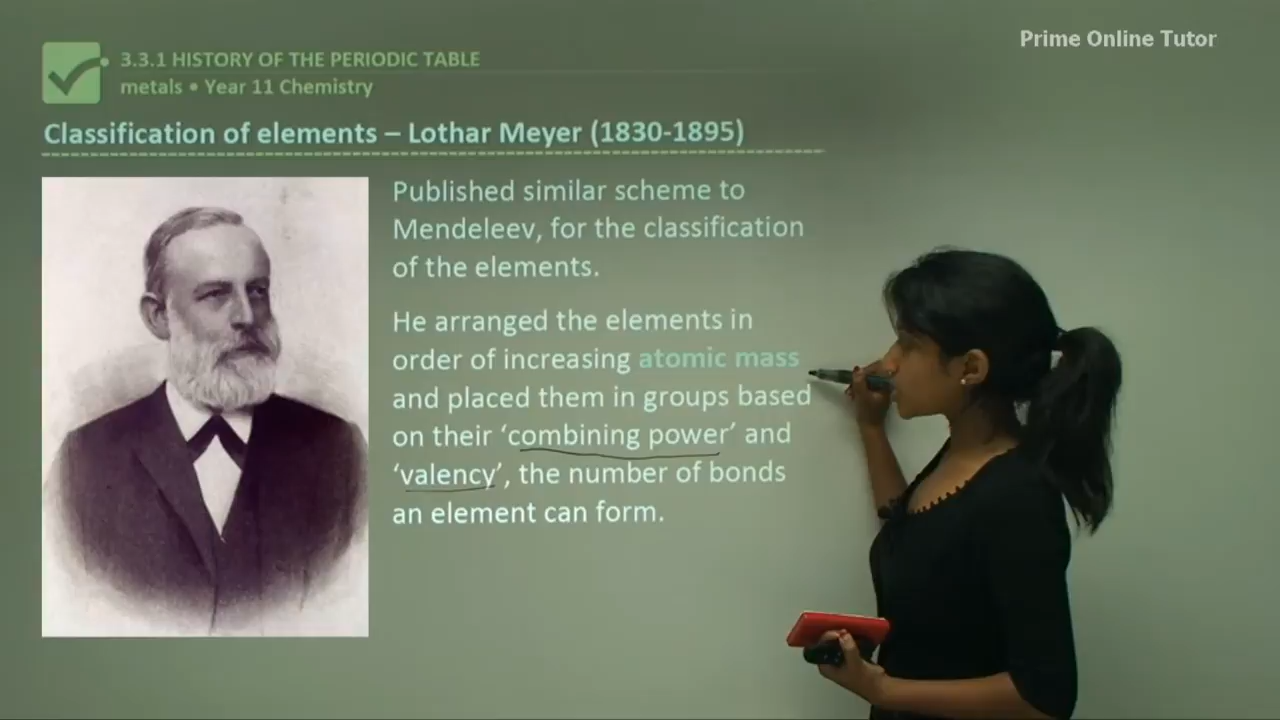 Prime Online Tutor
3.3.1 HISTORY OF THE PERIODIC TABLE
metals • Year 11 Chemistry
Classification of elements – Lothar Meyer (1830-1895)
Published similar scheme to
Mendeleev, for the classification
of the elements.
He arranged the elements in
order of increasing atomic mass
and placed them in groups based
on their ‘combining power’ and
‘valency’, the number of bonds
an element can form.